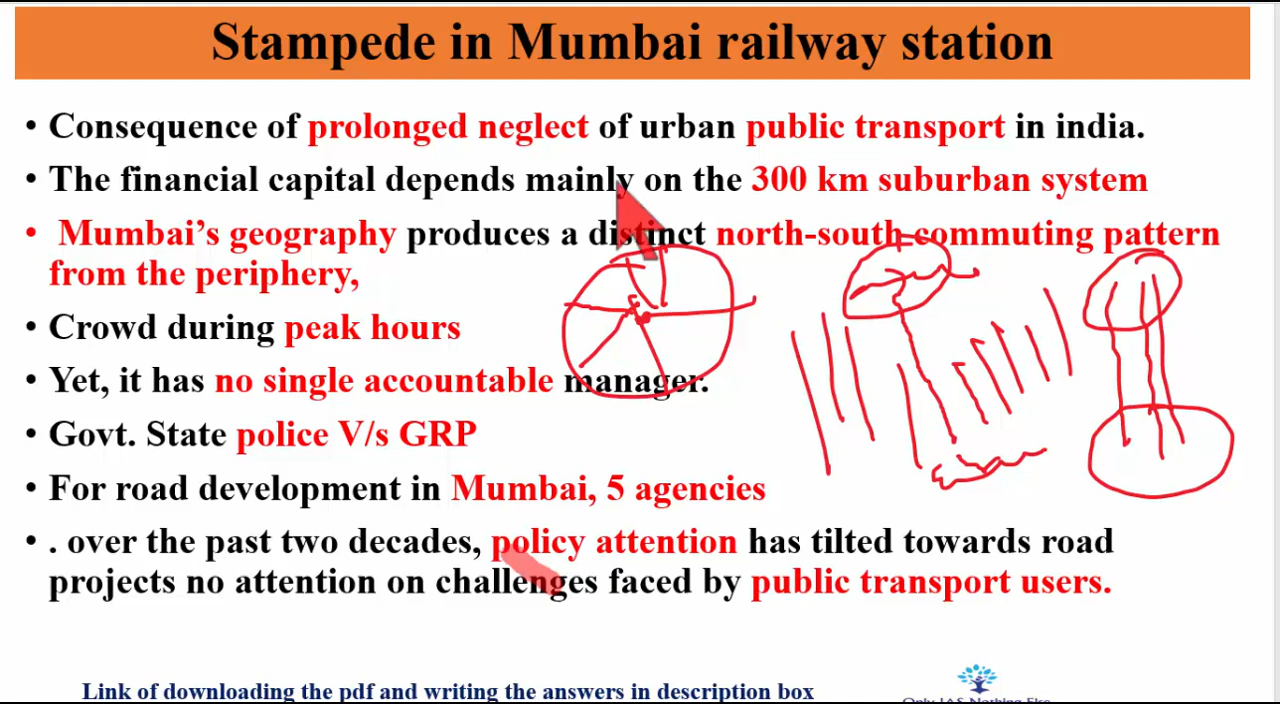 Stampede in Mumbai railway station
• Consequence of prolonged neglect of urban public transport in india.
• The financial capital depends mainly on the 300 km suburban system
• Mumbai's geography produces a distinct north-south commuting pattern
from the periphery,
• Crowd during peak hours
• Yet, it has no single accountable manager.
• Govt. State police V/s GRP
• For road development in Mumbai, 5 agencies
• . over the past two decades, policy attention has tilted towards road
projects no attention on challenges faced by public transport users.
Link of downloading the pdf and writing the answers in description box
Only IAS Nothing Else